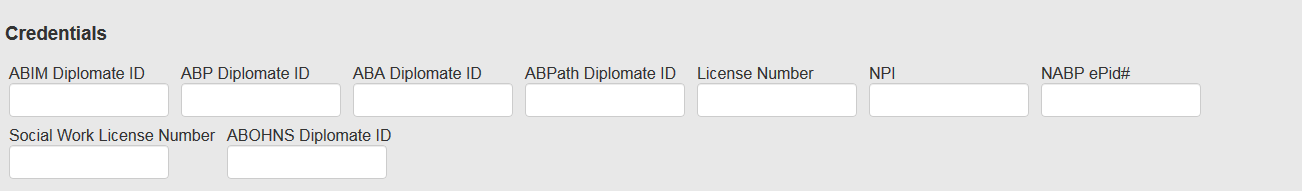 Credentials
ABIM Diplomate ID ABP Diplomate ID ABA Diplomate ID ABPath Diplomate ID License Number NPI NABP ePid#
Social Work License Number ABOHNS Diplomate ID